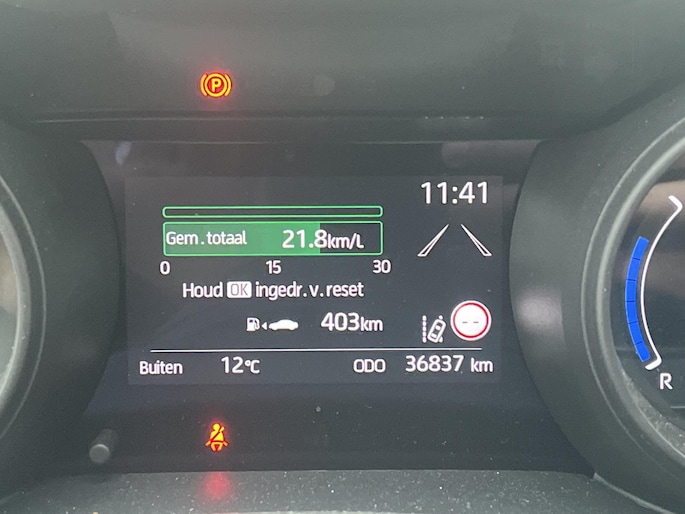 P
11:41
Gem.totaal 21.8km/L
0 15 30
Houd OK ingedr.v.reset
403km
--
Buiten 12°C ODO 36837 km
R